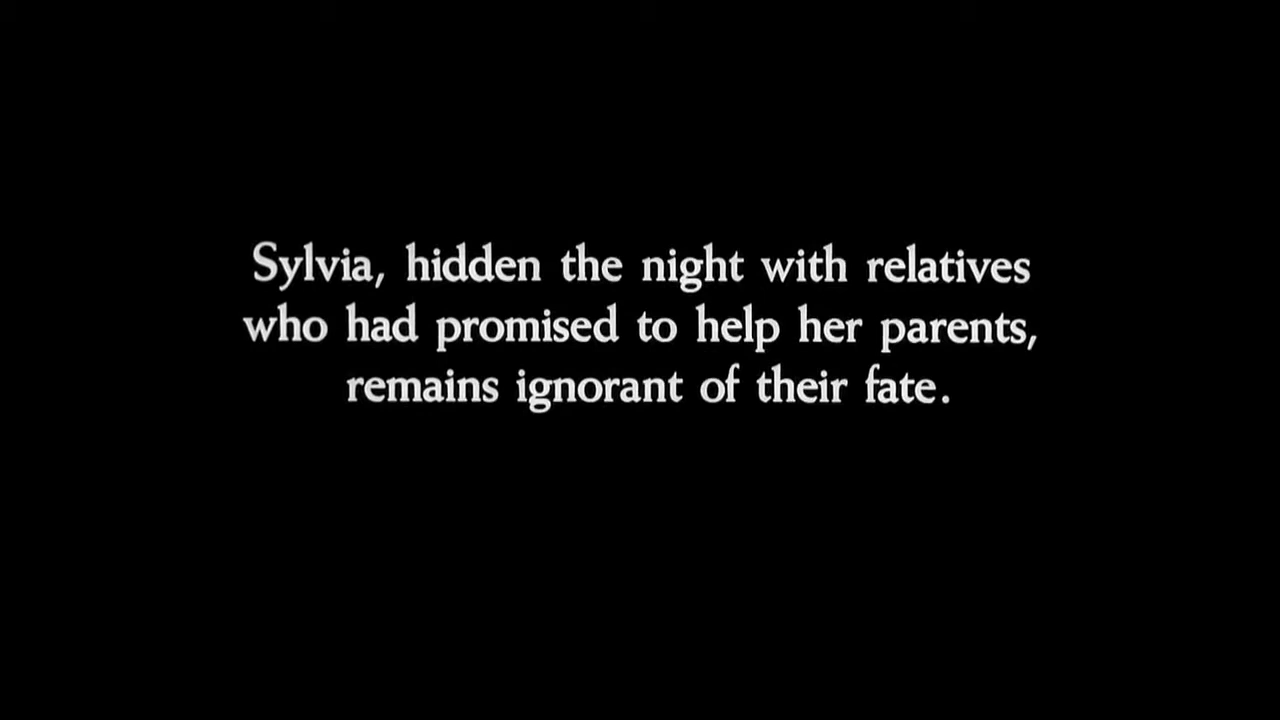 Sylvia, hidden the night with relatives
who had promised to help her parents,
remains ignorant of their fate.